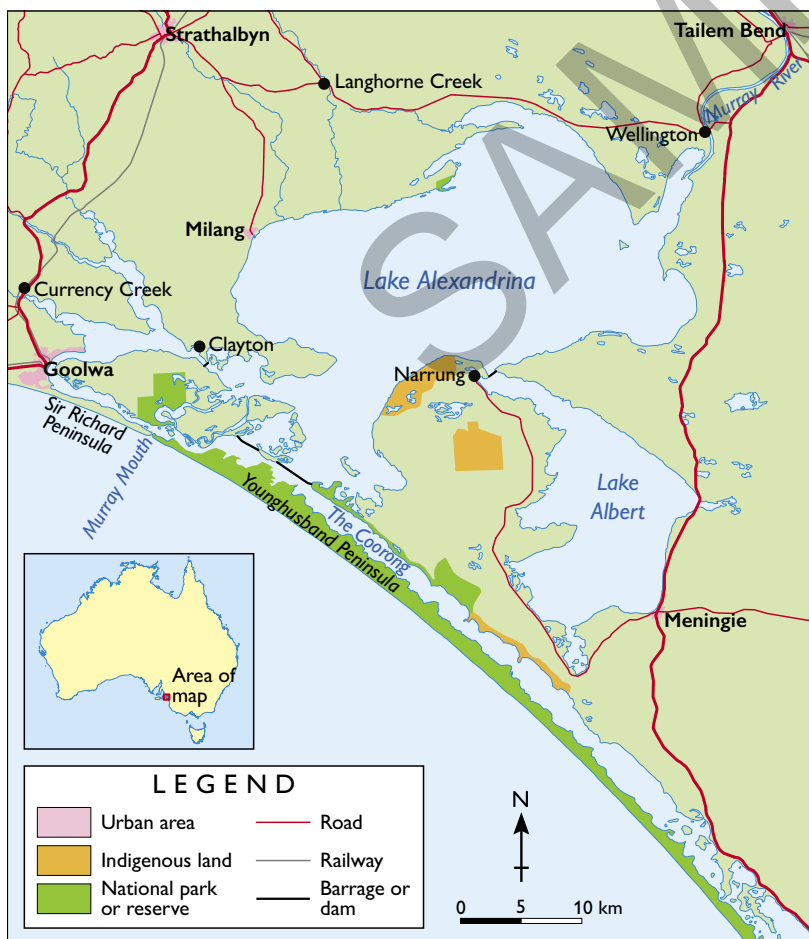 Strathalbyn
Tailem Bend
Langhorne Creek
Murray River
Wellington
Milang
Lake Alexandrina
Currency Creek
Clayton
Goolwa
Narrung
Sir Richard
Peninsula
Murray Mouth
Younghusband Peninsula
The Coorong
Lake
Albert
Meningie
Area of
map
LEGEND
Urban area
Road
Indigenous land
Railway
National park
or reserve
Barrage or
dam
N
0 5 10 km